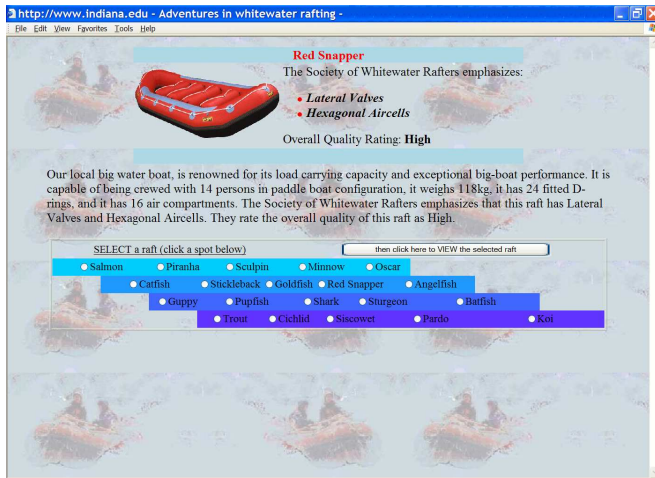 http://www.indiana.edu - Adventures in whitewater rafting -
File Edit View Favorites Tools Help
Red Snapper
The Society of Whitewater Rafters emphasizes:
Lateral Valves
Hexagonal Aircells
Overall Quality Rating: High
Our local big water boat, is renowned for its load carrying capacity and exceptional big-boat performance. It is
capable of being crewed with 14 persons in paddle boat configuration, it weighs 118kg, it has 24 fitted D-
rings, and it has 16 air compartments. The Society of Whitewater Rafters emphasizes that this raft has Lateral
Valves and Hexagonal Aircells. They rate the overall quality of this raft as High.
SELECT a raft (click a spot below) then click here to VIEW the selected raft
Salmon Piranha Sculpin Minnow Oscar
Catfish Stickleback Goldfish Red Snapper Angelfish
Guppy Pupfish Shark Sturgeon Batfish
Trout Cichlid Siscowet Pardo Koi